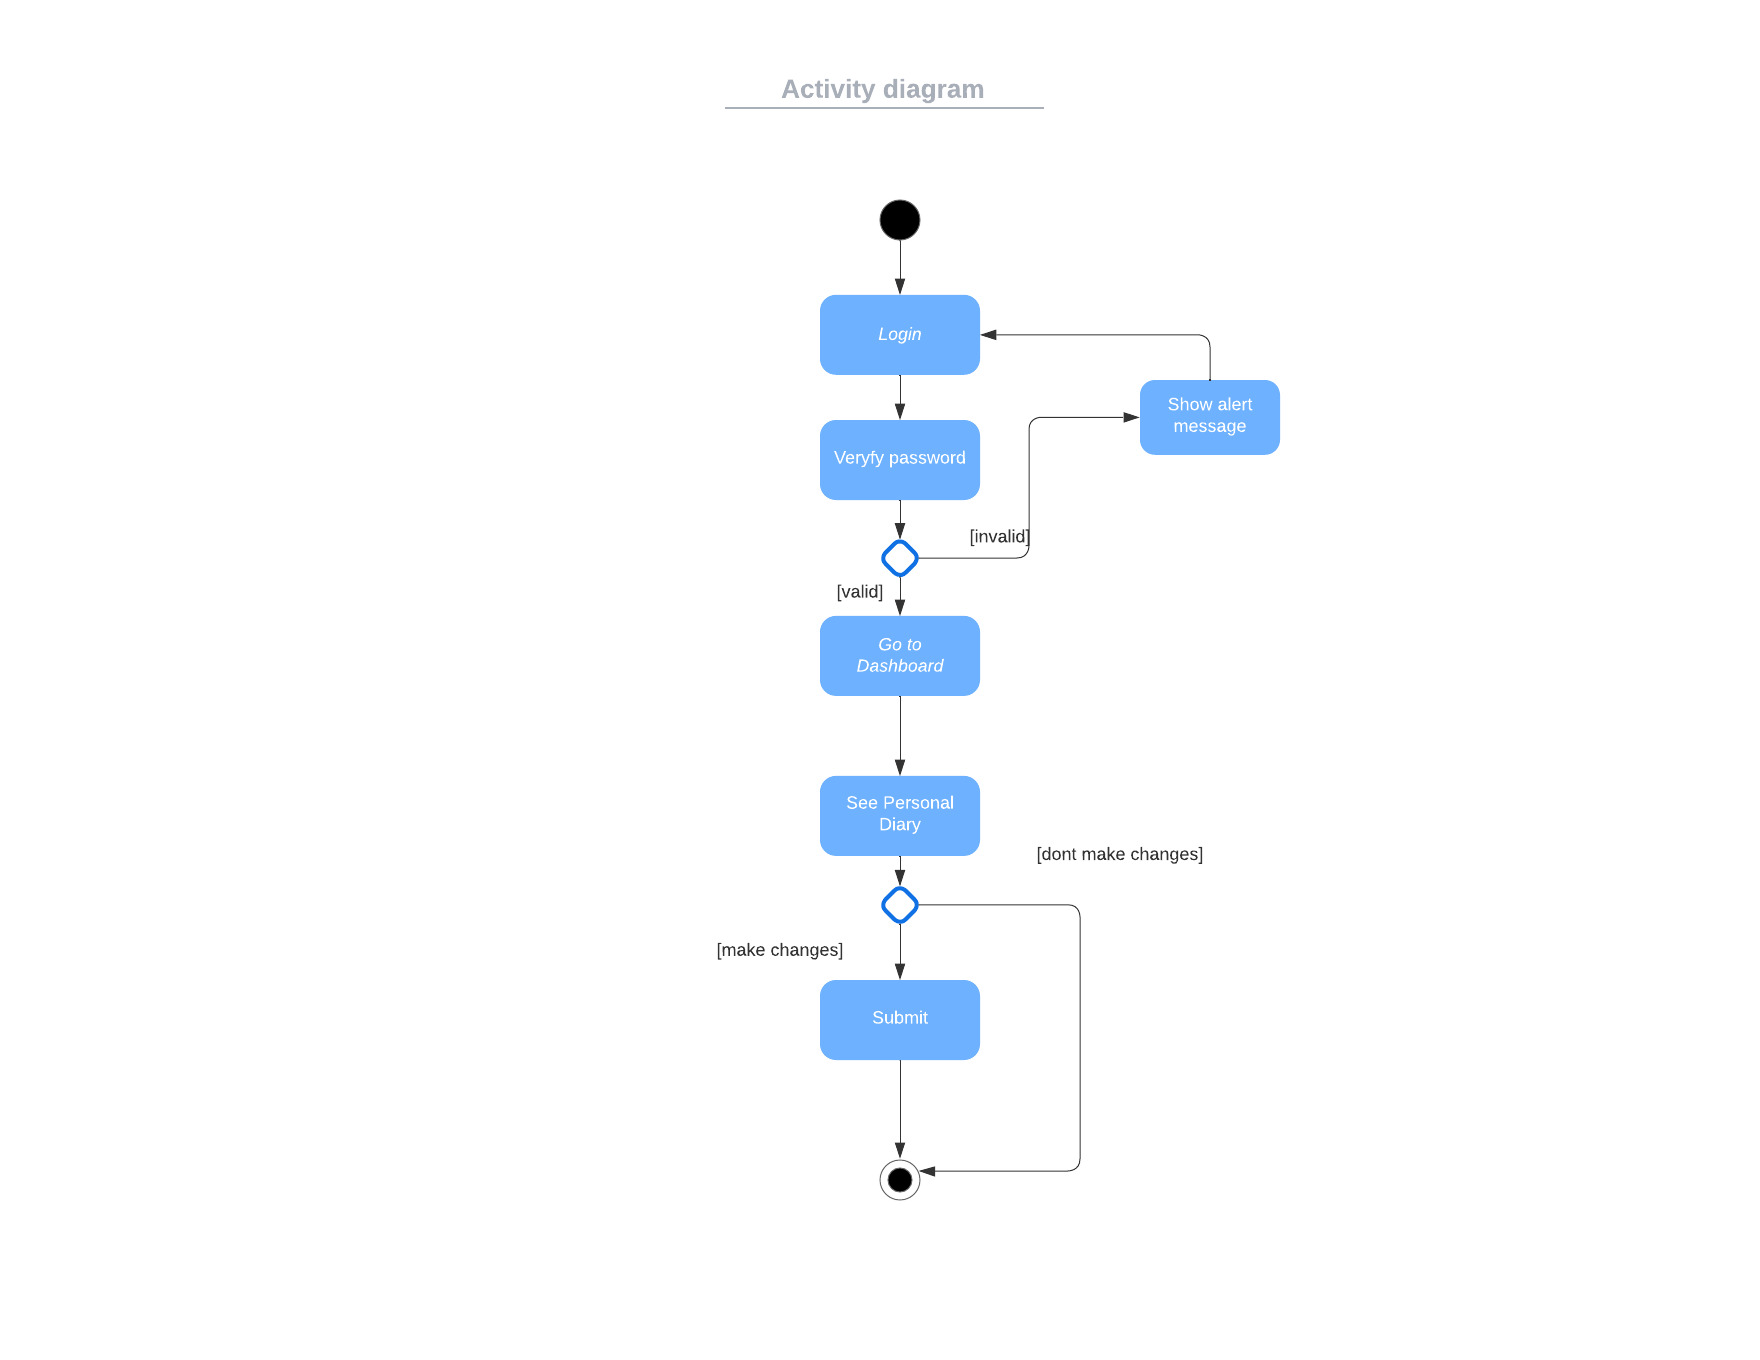 Activity diagram
Login
Show alert
message
Veryfy password
[invalid]
[valid]
Go to
Dashboard
See Personal
Diary
[dont make changes]
[make changes]
Submit